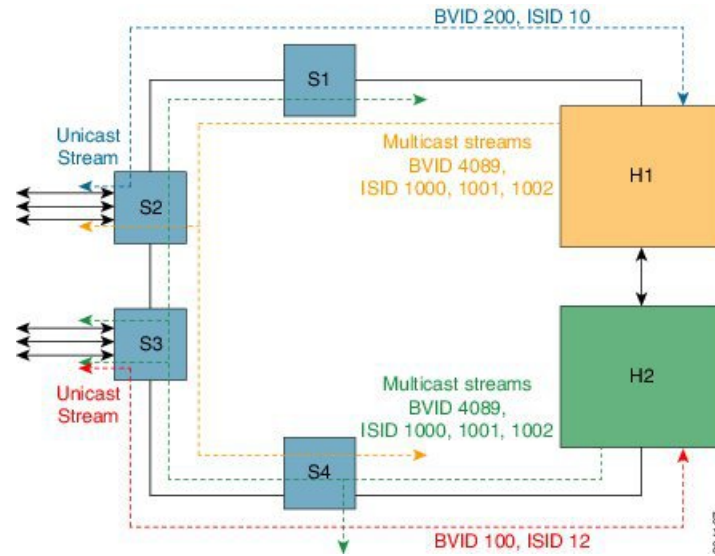 BVID 200, ISID 10
S1
Unicast
Stream
Multicast streams
BVID 4089,
ISID 1000, 1001, 1002
H1
S2
S3
Unicast
Stream
Multicast streams
BVID 4089,
ISID 1000, 1001, 1002
H2
S4
BVID 100, ISID 12